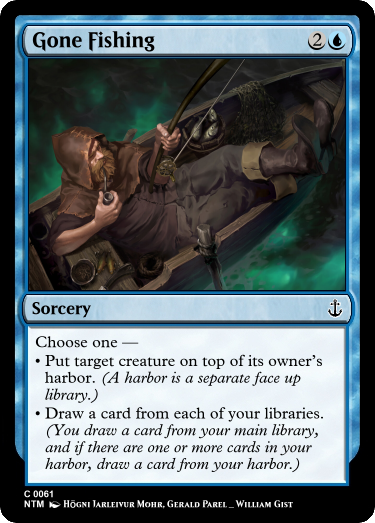 Gone Fishing
2
Sorcery
Choose one —
• Put target creature on top of its owner's
harbor. (A harbor is a separate face up
library.)
• Draw a card from each of your libraries.
(You draw a card from your main library,
and if there are one or more cards in your
harbor, draw a card from your harbor.)
C 0061
NTM Högni Jarleivur Mohr, Gerald Parel _ William Gist